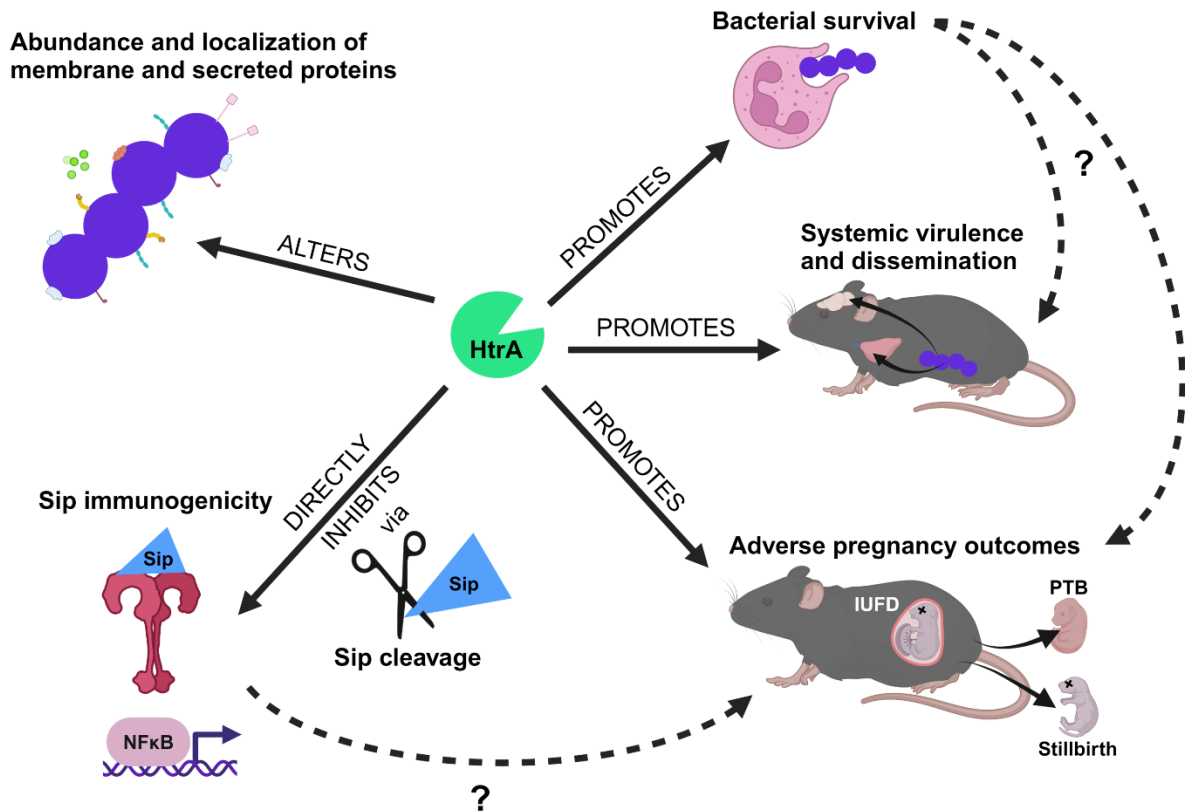 Abundance and localization of
membrane and secreted proteins
Bacterial survival
?
ALTERS
PROMOTES
Systemic virulence
and dissemination
HtrA
PROMOTES
PROMOTES
DIRECTLY
INHIBITS
via
Sip immunogenicity
Sip
Sip
Sip cleavage
NFκB
?
Adverse pregnancy outcomes
IUFD
PTB
Stillbirth